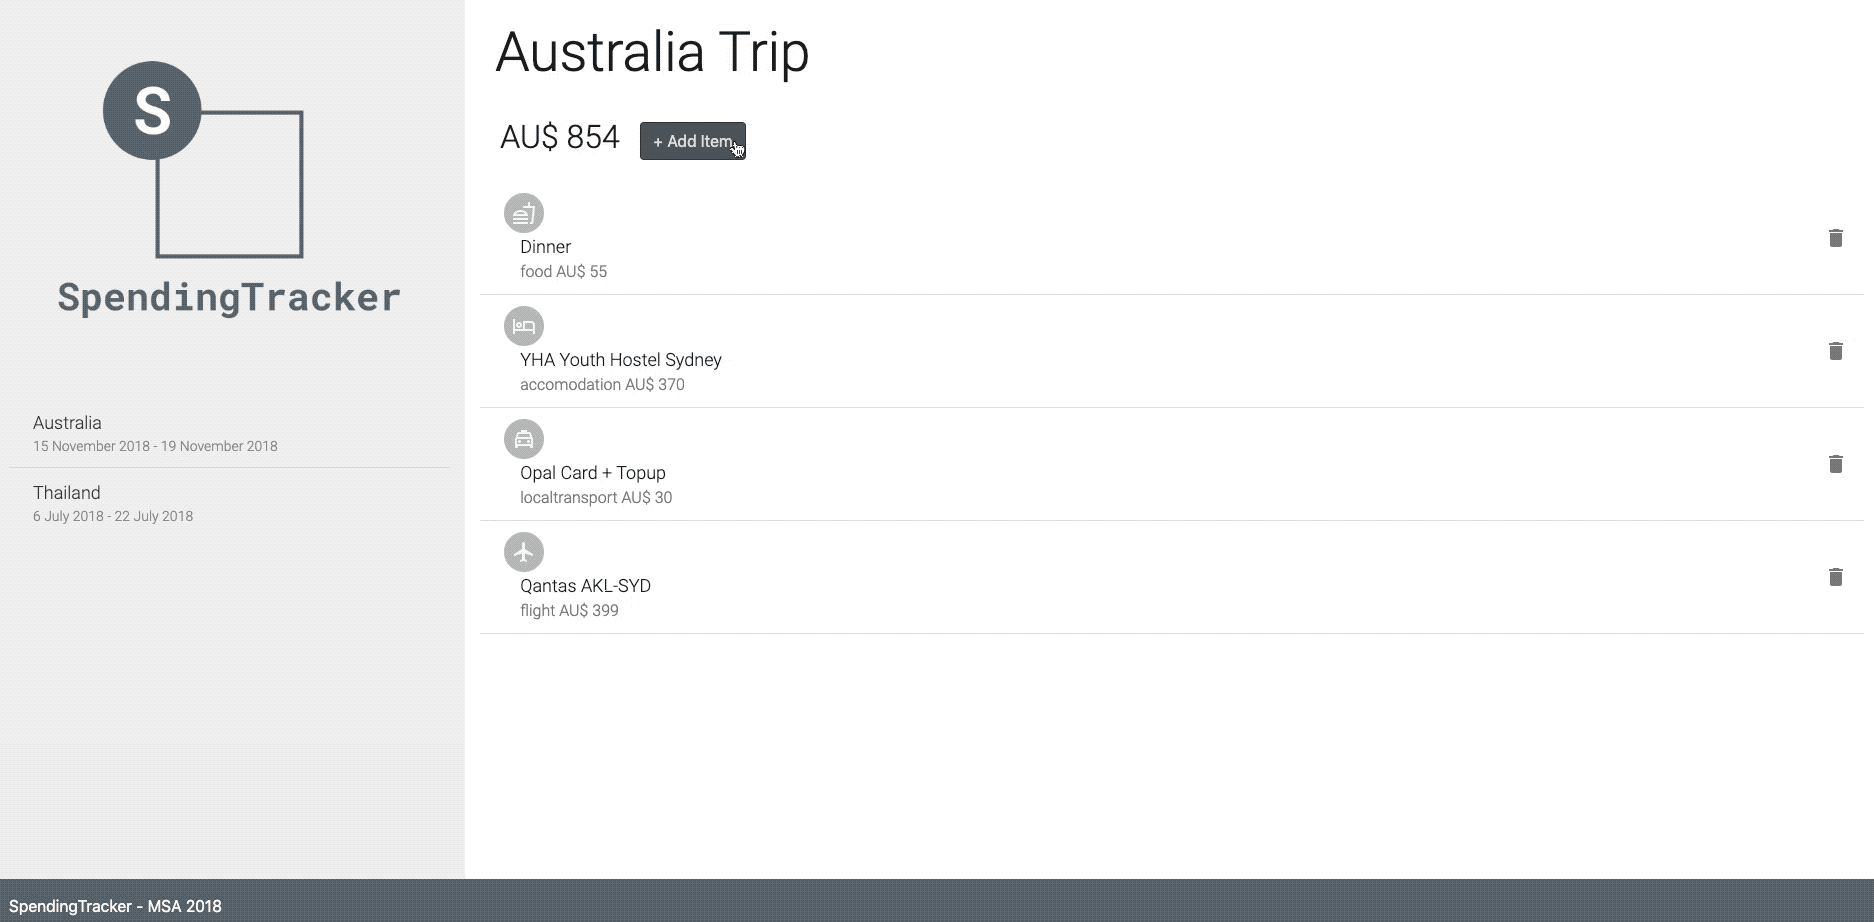 S
SpendingTracker
Australia
15 November 2018 - 19 November 2018
Thailand
6 July 2018 - 22 July 2018
Australia Trip
AU$ 854
+ Add Item
Dinner
food AU$ 55
YHA Youth Hostel Sydney
accomodation AU$ 370
Opal Card + Topup
localtransport AU$ 30
Qantas AKL-SYD
flight AU$ 399
SpendingTracker - MSA 2018